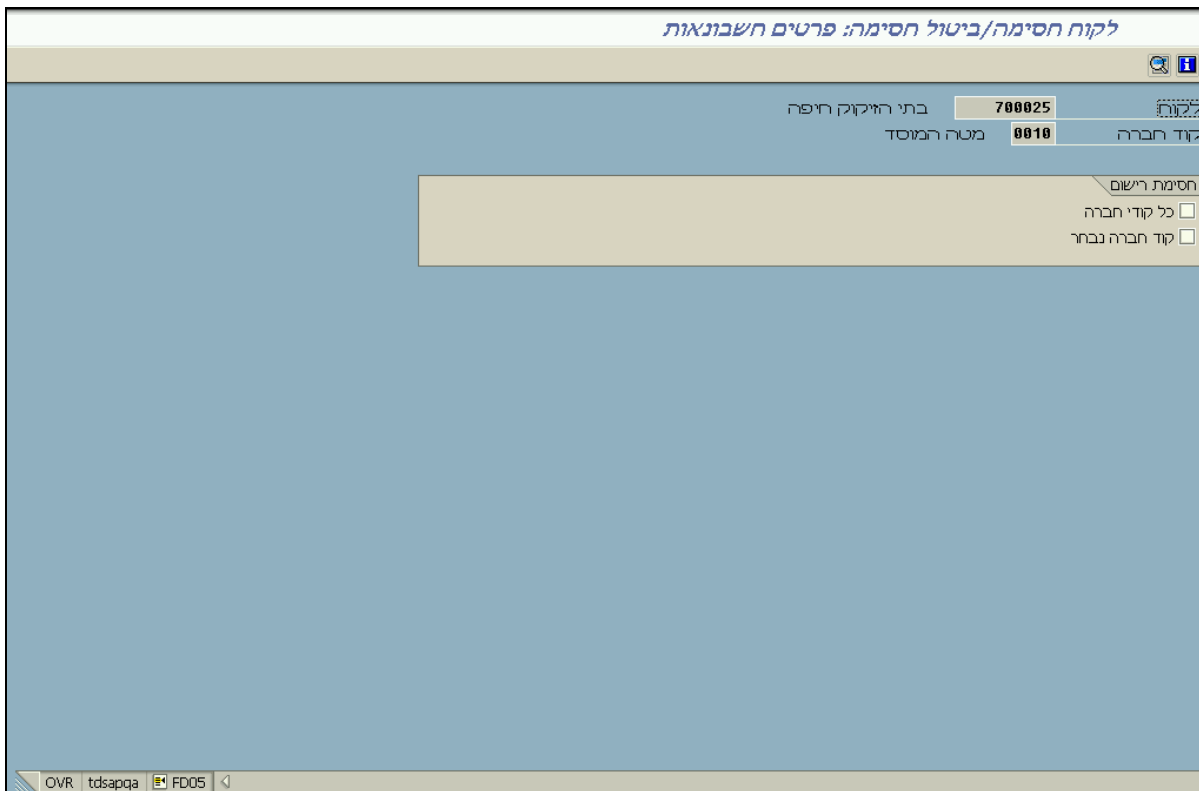 לקוח חסימה/ביטול חסימה: פרטים חשבונאות
לקוח 700025 בתי הזיקוק חיפה
קוד חברה 0010 מטה המוסד
חסימת רישום
כל קודי חברה
קוד חברה נבחר
OVR tdsapqa FD05